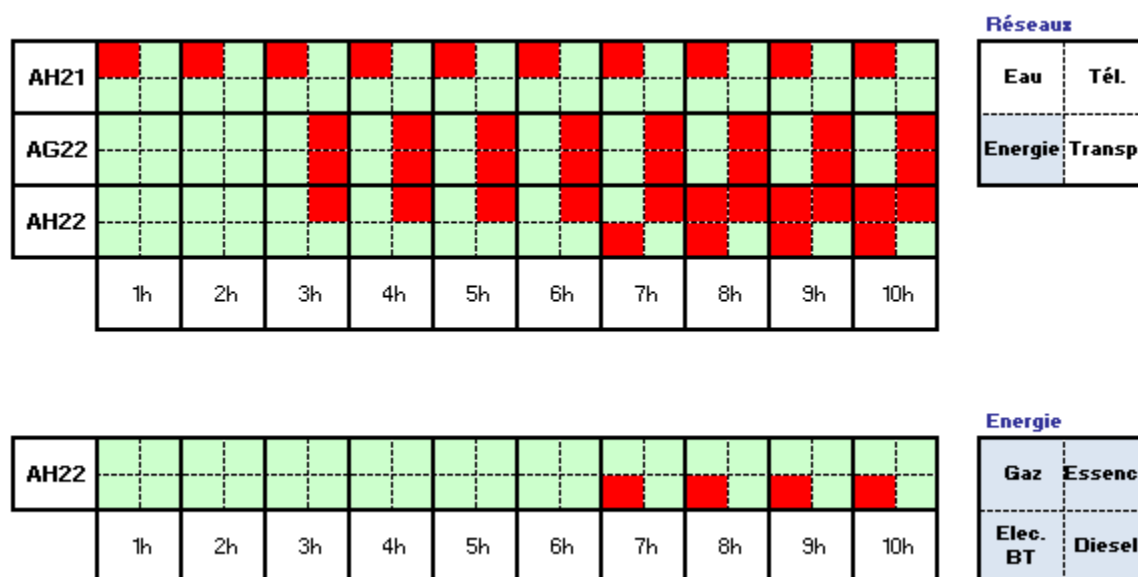 Réseaux
AH21
Eau Tél.
AG22
Energie Transp
AH22
1h 2h 3h 4h 5h 6h 7h 8h 9h 10h
Energie
AH22
Gaz Essenc
1h 2h 3h 4h 5h 6h 7h 8h 9h 10h
Elec. BT Diesel